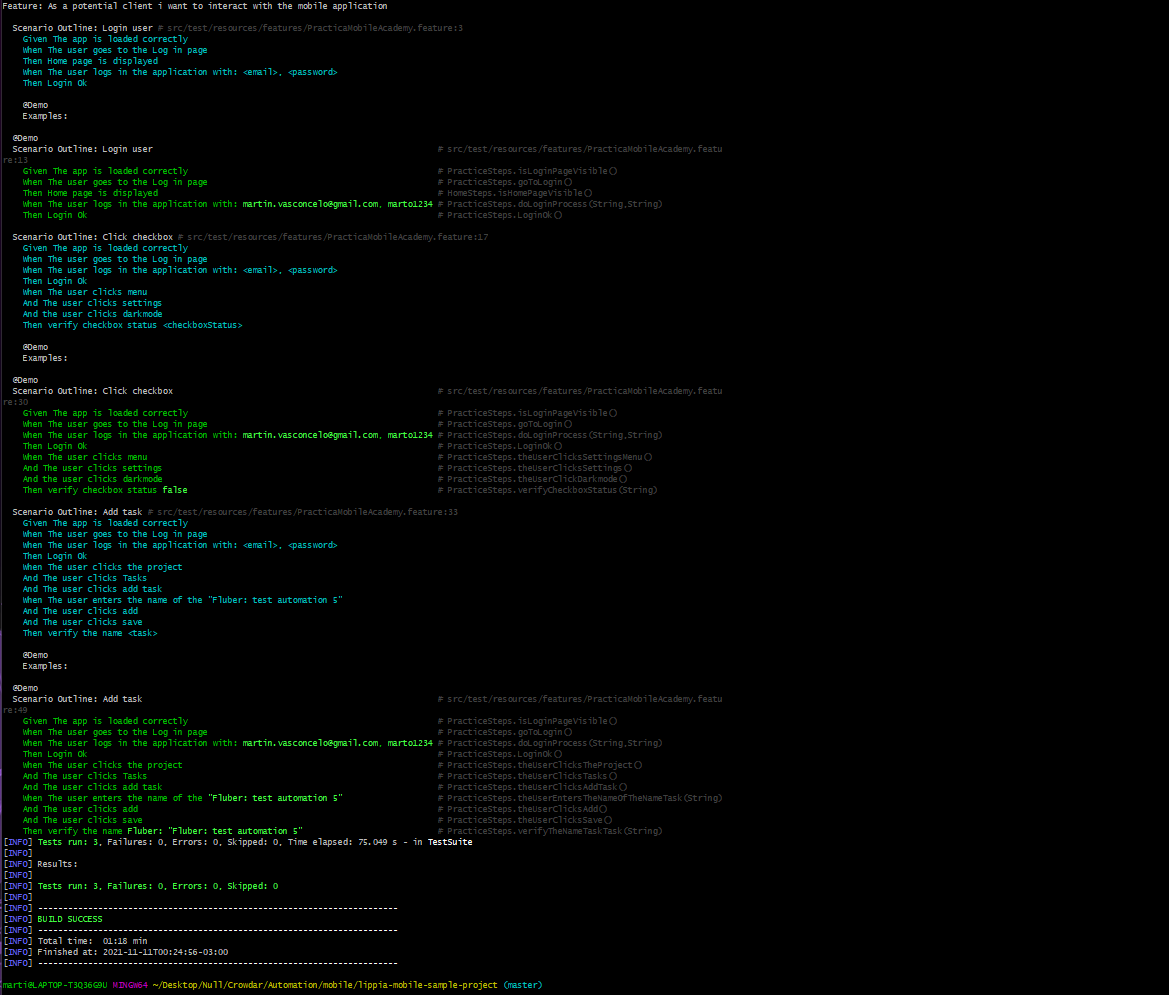 Feature: As a potential client i want to interact with the mobile application
Scenario Outline: Login user # src/test/resources/features/PracticaMobileAcademy.feature:3
Given The app is loaded correctly
When The user goes to the Log in page
Then Home page is displayed
When The user logs in the application with: <email>, <password>
Then Login Ok
@Demo
Examples:
@Demo
Scenario Outline: Login user # src/test/resources/features/PracticaMobileAcademy.featu
re:13
Given The app is loaded correctly # PracticeSteps.isLoginPageVisible()
When The user goes to the Log in page # PracticeSteps.goToLogin()
Then Home page is displayed # HomeSteps.isHomePageVisible()
When The user logs in the application with: martin.vasconcelo@gmail.com, marto1234 # PracticeSteps.doLoginProcess(String,String)
Then Login Ok # PracticeSteps.LoginOk()
Scenario Outline: Click checkbox # src/test/resources/features/PracticaMobileAcademy.feature:17
Given The app is loaded correctly
When The user goes to the Log in page
When The user logs in the application with: <email>, <password>
Then Login Ok
When The user clicks menu
And The user clicks settings
And the user clicks darkmode
Then verify checkbox status <checkboxStatus>
@Demo
Examples:
@Demo
Scenario Outline: Click checkbox # src/test/resources/features/PracticaMobileAcademy.featu
re:30
Given The app is loaded correctly # PracticeSteps.isLoginPageVisible()
When The user goes to the Log in page # PracticeSteps.goToLogin()
When The user logs in the application with: martin.vasconcelo@gmail.com, marto1234 # PracticeSteps.doLoginProcess(String,String)
Then Login Ok # PracticeSteps.LoginOk()
When The user clicks menu # PracticeSteps.theUserClicksSettingsMenu()
And The user clicks settings # PracticeSteps.theUserClicksSettings()
And the user clicks darkmode # PracticeSteps.theUserClickDarkmode()
Then verify checkbox status false # PracticeSteps.verifyCheckboxStatus(String)
Scenario Outline: Add task # src/test/resources/features/PracticaMobileAcademy.feature:33
Given The app is loaded correctly
When The user goes to the Log in page
When The user logs in the application with: <email>, <password>
Then Login Ok
When The user clicks the project
And The user clicks Tasks
And The user clicks add task
When The user enters the name of the "Fluber: test automation 5"
And The user clicks add
And The user clicks save
Then verify the name <task>
@Demo
Examples:
@Demo
Scenario Outline: Add task # src/test/resources/features/PracticaMobileAcademy.featu
re:49
Given The app is loaded correctly # PracticeSteps.isLoginPageVisible()
When The user goes to the Log in page # PracticeSteps.goToLogin()
When The user logs in the application with: martin.vasconcelo@gmail.com, marto1234 # PracticeSteps.doLoginProcess(String,String)
Then Login Ok # PracticeSteps.LoginOk()
When The user clicks the project # PracticeSteps.theUserClicksTheProject()
And The user clicks Tasks # PracticeSteps.theUserClicksTasks()
And The user clicks add task # PracticeSteps.theUserClicksAddTask()
When The user enters the name of the "Fluber: test automation 5" # PracticeSteps.theUserEntersTheNameOfTheNameTask(String)
And The user clicks add # PracticeSteps.theUserClicksAdd()
And The user clicks save # PracticeSteps.theUserClicksSave()
Then verify the name Fluber: "Fluber: test automation 5" # PracticeSteps.verifyTheNameTaskTask(String)
[INFO] Tests run: 3, Failures: 0, Errors: 0, Skipped: 0, Time elapsed: 75.049 s - in TestSuite
[INFO]
[INFO] Results:
[INFO]
[INFO] Tests run: 3, Failures: 0, Errors: 0, Skipped: 0
[INFO]
[INFO] ------------------------------------------------------------------------
[INFO] BUILD SUCCESS
[INFO] ------------------------------------------------------------------------
[INFO] Total time:  01:18 min
[INFO] Finished at: 2021-11-11T00:24:56-03:00
[INFO] ------------------------------------------------------------------------
marti@LAPTOP-T3Q36G9U MINGW64 ~/Desktop/Null/Crowdar/Automation/mobile/lippia-mobile-sample-project (master)